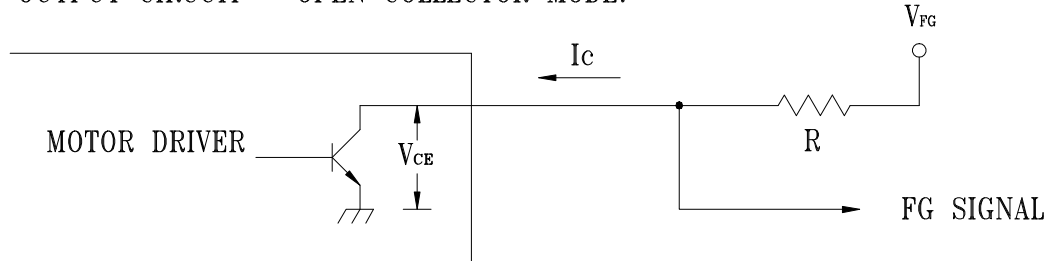 OUTPUT CIRCUIT OPEN COLLECTOR MODE:
VFG
Ic
MOTOR DRIVER
VCE
R
FG SIGNAL